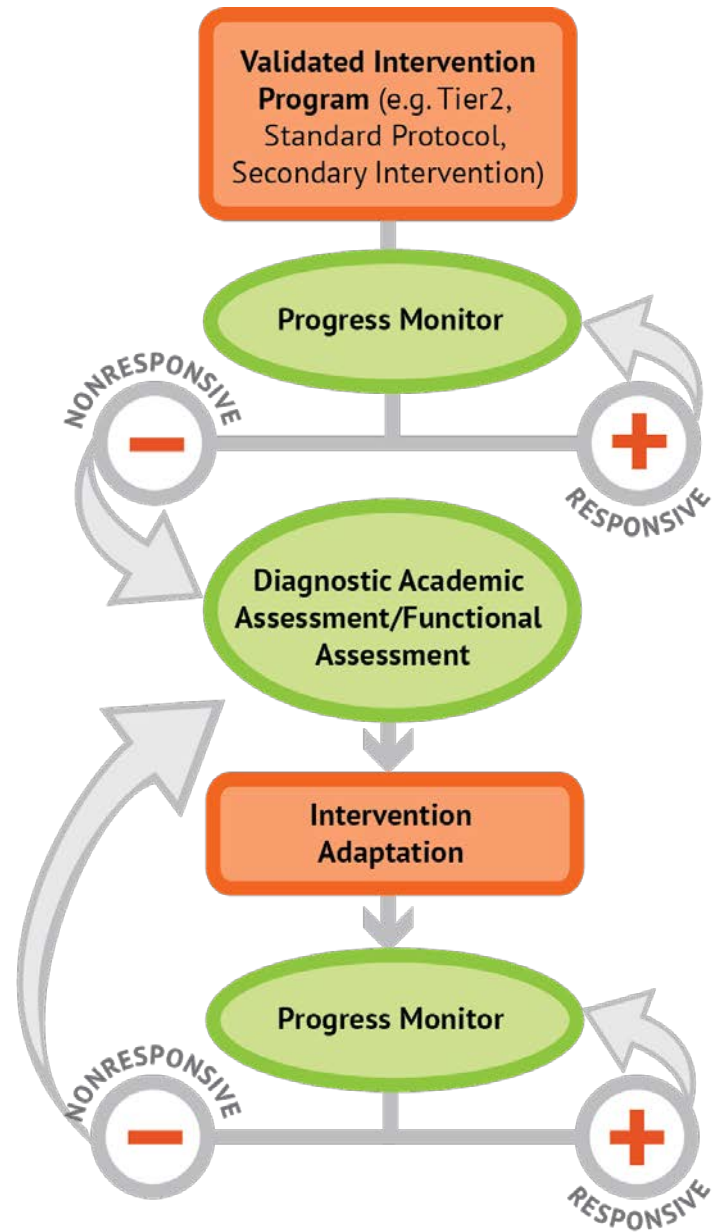 Validated Intervention
Program (e.g. Tier2,
Standard Protocol,
Secondary Intervention)
Progress Monitor
NONRESPONSIVE
RESPONSIVE
Diagnostic Academic
Assessment/Functional
Assessment
Intervention
Adaptation
Progress Monitor
NONRESPONSIVE
RESPONSIVE